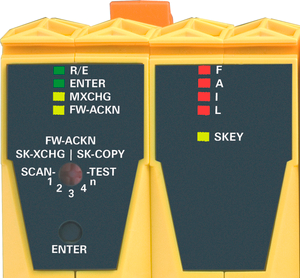 R/E
ENTER
MXCHG
FW-ACKN
FW-ACKN
SK-XCHG | SK-COPY
SCAN- -TEST
1 2 3 4 n
ENTER
F
A
I
L
SKEY